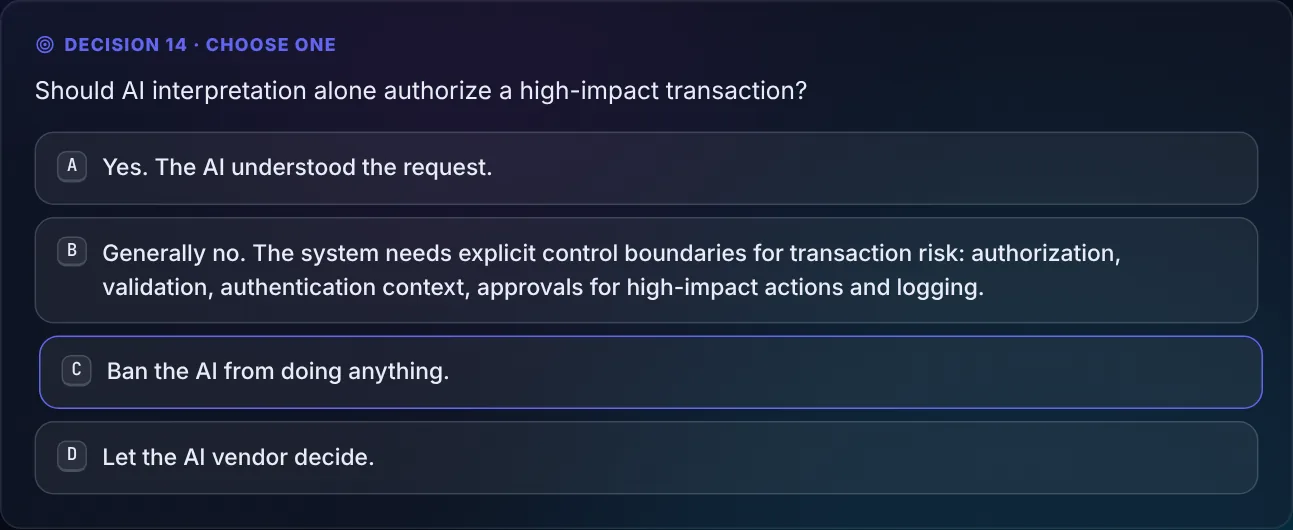 DECISION 14 · CHOOSE ONE
Should AI interpretation alone authorize a high-impact transaction?
A Yes. The AI understood the request.
B Generally no. The system needs explicit control boundaries for transaction risk: authorization,
validation, authentication context, approvals for high-impact actions and logging.
C Ban the AI from doing anything.
D Let the AI vendor decide.